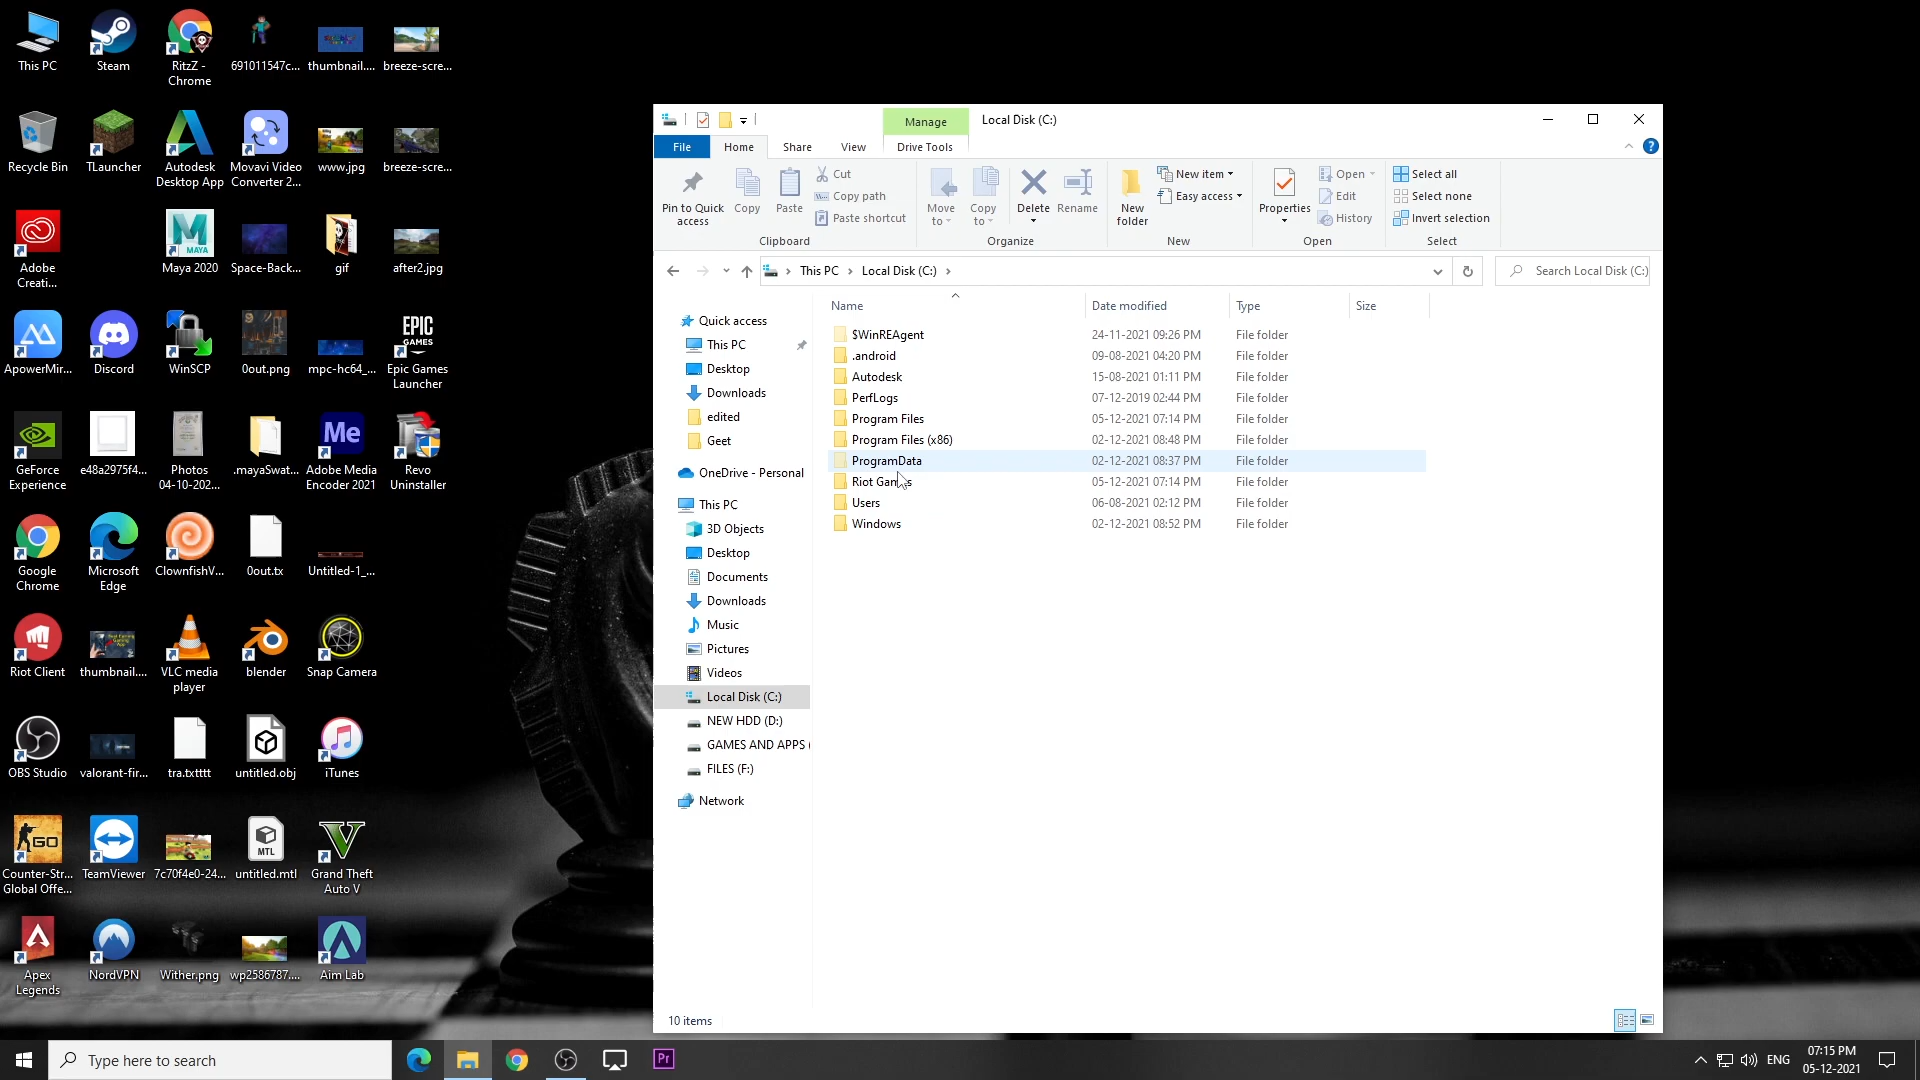 This PC
Steam
RitzZ -
Chrome
691011547c...
thumbnail....
breeze-scre...
Recycle Bin
TLauncher
Autodesk
Desktop App
Movavi Video
Converter 2...
www.jpg
breeze-scre...
Adobe
Creati...
Maya 2020
MAYA
Space-Back...
gif
after2.jpg
ApowerMir...
Discord
WinSCP
0out.png
mpc-hc64_...
EPIC
GAMES
Epic Games
Launcher
GeForce
Experience
e48a2975f4...
Photos
04-10-202...
.mayaSwat...
Me
Adobe Media
Encoder 2021
Revo
Uninstaller
Google
Chrome
Microsoft
Edge
ClownfishV...
0out.tx
Untitled-1_...
Riot Client
thumbnail....
VLC media
player
blender
Snap Camera
OBS Studio
valorant-fir...
tra.txtttt
untitled.obj
iTunes
GO
Counter-Str...
Global Offe...
TeamViewer
7c70f4e0-24...
MTL
untitled.mtl
Grand Theft
Auto V
Apex
Legends
NordVPN
Wither.png
wp2586787....
Aim Lab
Manage
Local Disk (C:)
File
Home
Share
View
Drive Tools
Pin to Quick
access
Copy
Paste
Cut
Copy path
Paste shortcut
Clipboard
Move
to
Copy
to
Delete
Rename
Organize
New
folder
New item
Easy access
New
Properties
Open
Edit
History
Open
Select all
Select none
Invert selection
Select
This PC
Local Disk (C:)
Search Local Disk (C:)
Name
Date modified
Type
Size
$WinREAgent 24-11-2021 09:26 PM File folder
.android 09-08-2021 04:20 PM File folder
Autodesk 15-08-2021 01:11 PM File folder
PerfLogs 07-12-2019 02:44 PM File folder
Program Files 05-12-2021 07:14 PM File folder
Program Files (x86) 02-12-2021 08:48 PM File folder
ProgramData 02-12-2021 08:37 PM File folder
Riot Games 05-12-2021 07:14 PM File folder
Users 06-08-2021 02:12 PM File folder
Windows 02-12-2021 08:52 PM File folder
Quick access
This PC
Desktop
Downloads
edited
Geet
OneDrive - Personal
This PC
3D Objects
Desktop
Documents
Downloads
Music
Pictures
Videos
Local Disk (C:)
NEW HDD (D:)
GAMES AND APPS (
FILES (F:)
Network
10 items
Type here to search
Pr
ENG
07:15 PM
05-12-2021